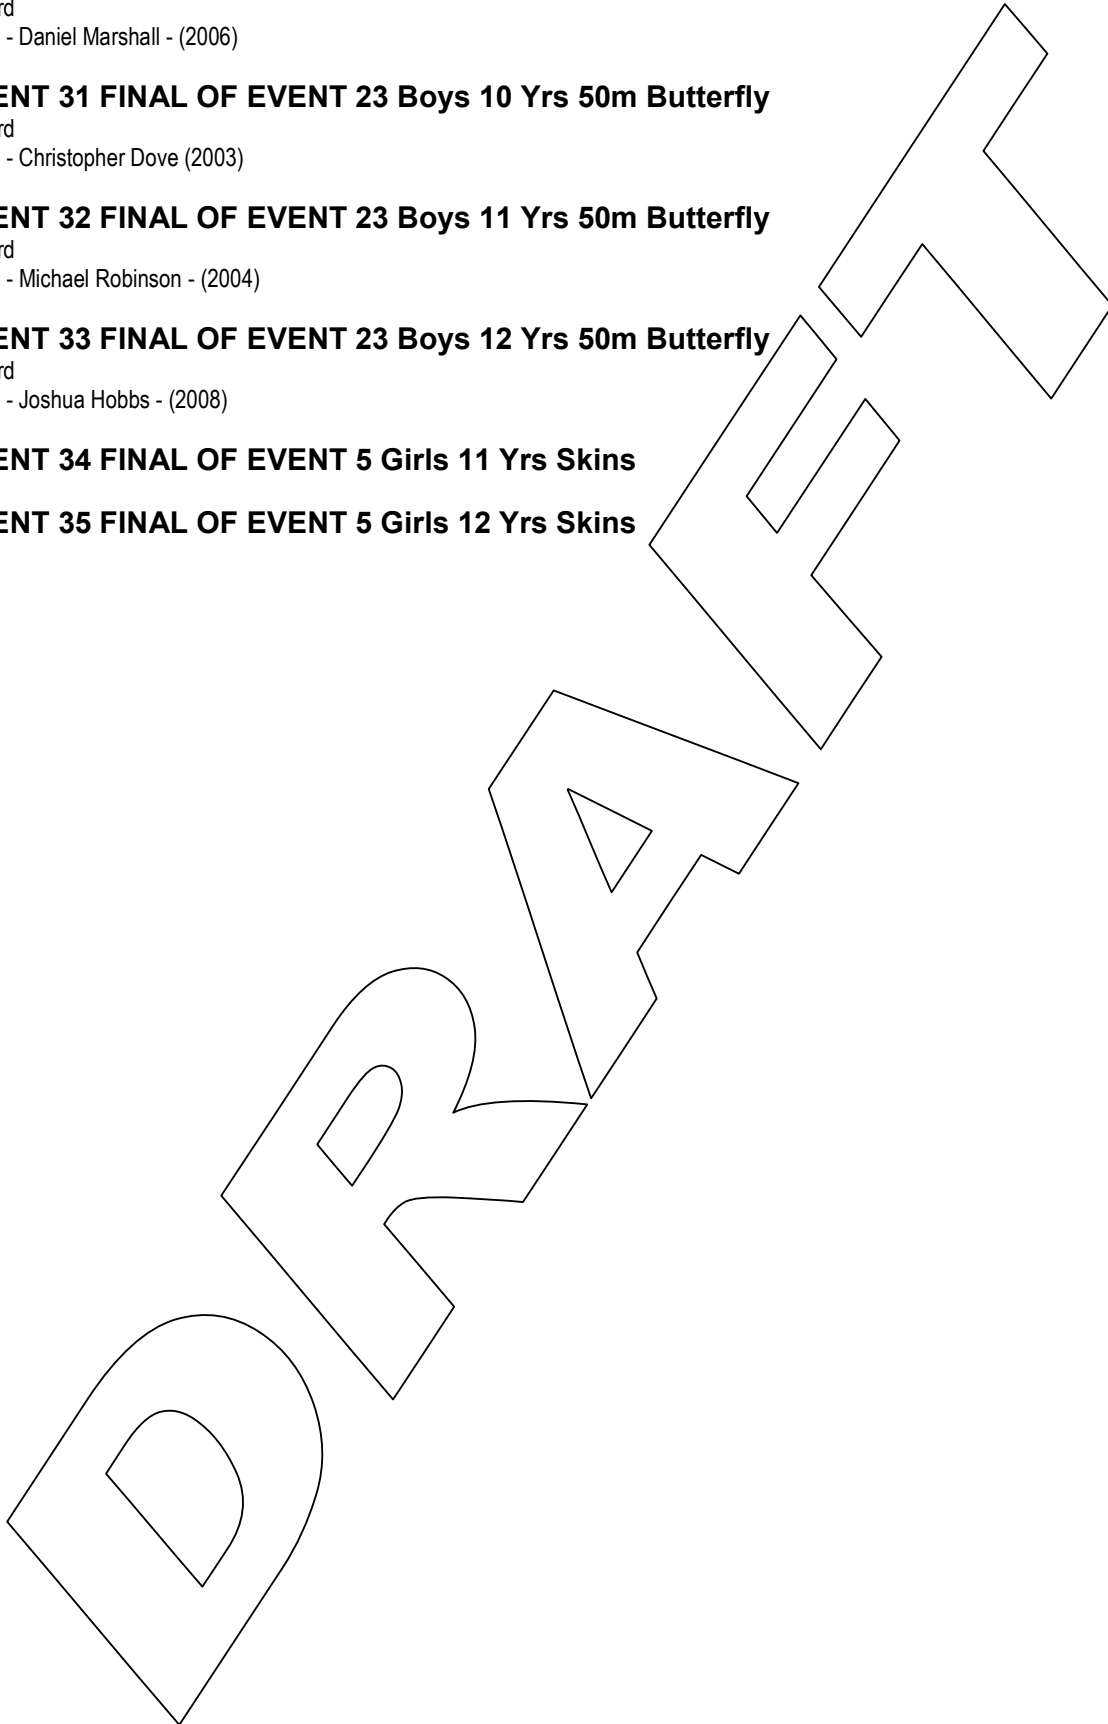 rd
- Daniel Marshall - (2006)
ENT 31 FINAL OF EVENT 23 Boys 10 Yrs 50m Butterfly
rd
- Christopher Dove (2003)
ENT 32 FINAL OF EVENT 23 Boys 11 Yrs 50m Butterfly
rd
- Michael Robinson - (2004)
ENT 33 FINAL OF EVENT 23 Boys 12 Yrs 50m Butterfly
rd
- Joshua Hobbs - (2008)
ENT 34 FINAL OF EVENT 5 Girls 11 Yrs Skins
ENT 35 FINAL OF EVENT 5 Girls 12 Yrs Skins
DRAFT